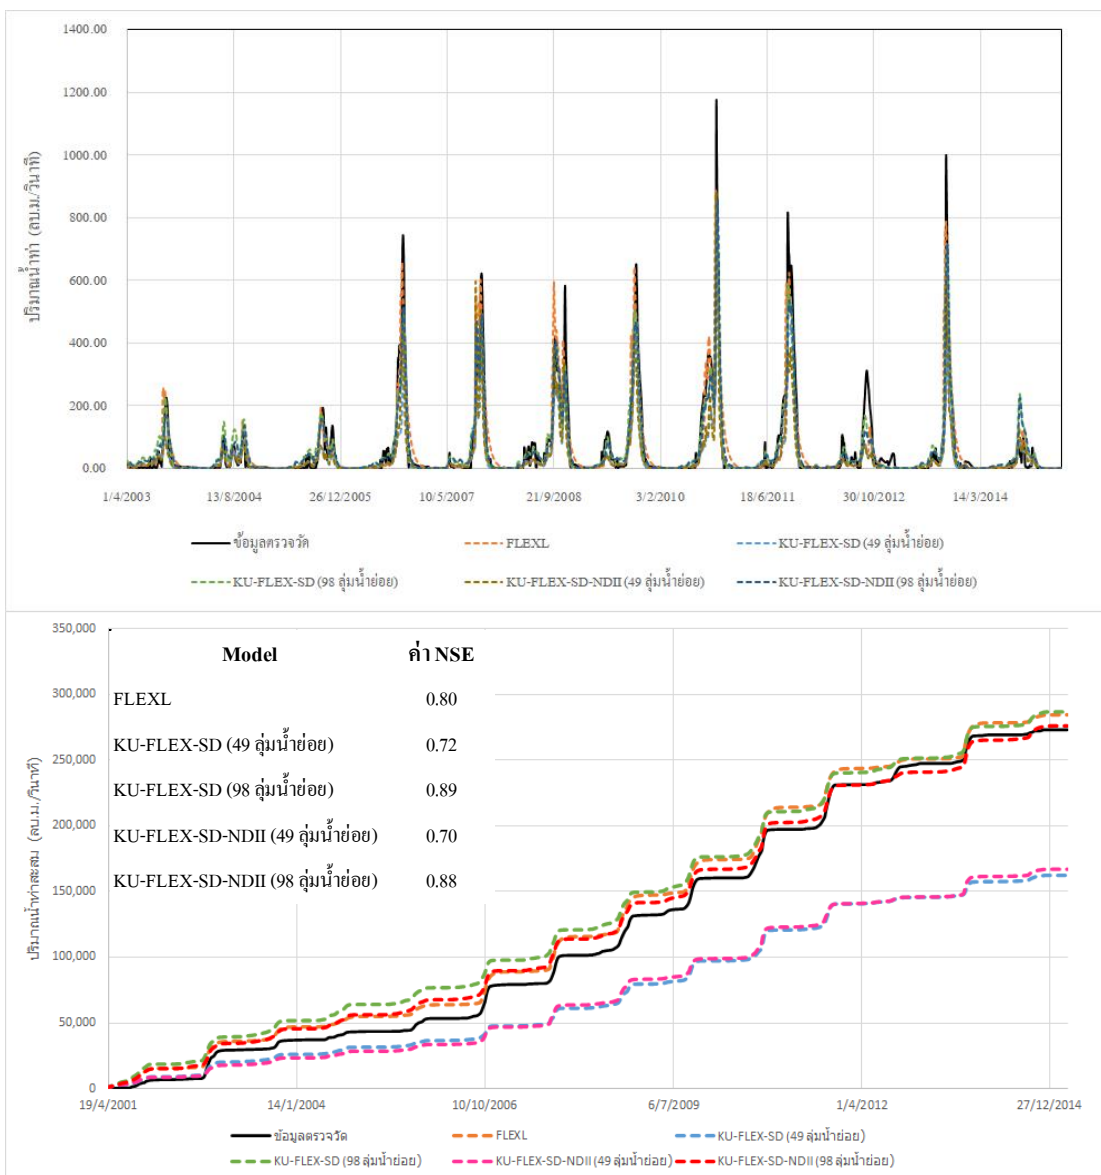 1400.00
1200.00
1000.00
800.00
600.00
400.00
200.00
0.00
ปริมาณน้ำท่า (ลบ.ม./วินาที)
1/4/2003 13/8/2004 26/12/2005 10/5/2007 21/9/2008 3/2/2010 18/6/2011 30/10/2012 14/3/2014
ข้อมูลตรวจวัด FLEXL KU-FLEX-SD (49 ลุ่มน้ำย่อย)
KU-FLEX-SD (98 ลุ่มน้ำย่อย) KU-FLEX-SD-NDII (49 ลุ่มน้ำย่อย) KU-FLEX-SD-NDII (98 ลุ่มน้ำย่อย)
350,000
300,000
250,000
200,000
150,000
100,000
50,000
0
ปริมาณน้ำท่าสะสม (ลบ.ม./วินาที)
Model ค่า NSE
FLEXL 0.80
KU-FLEX-SD (49 ลุ่มน้ำย่อย) 0.72
KU-FLEX-SD (98 ลุ่มน้ำย่อย) 0.89
KU-FLEX-SD-NDII (49 ลุ่มน้ำย่อย) 0.70
KU-FLEX-SD-NDII (98 ลุ่มน้ำย่อย) 0.88
19/4/2001 14/1/2004 10/10/2006 6/7/2009 1/4/2012 27/12/2014
ข้อมูลตรวจวัด FLEXL KU-FLEX-SD (49 ลุ่มน้ำย่อย)
KU-FLEX-SD (98 ลุ่มน้ำย่อย) KU-FLEX-SD-NDII (49 ลุ่มน้ำย่อย) KU-FLEX-SD-NDII (98 ลุ่มน้ำย่อย)